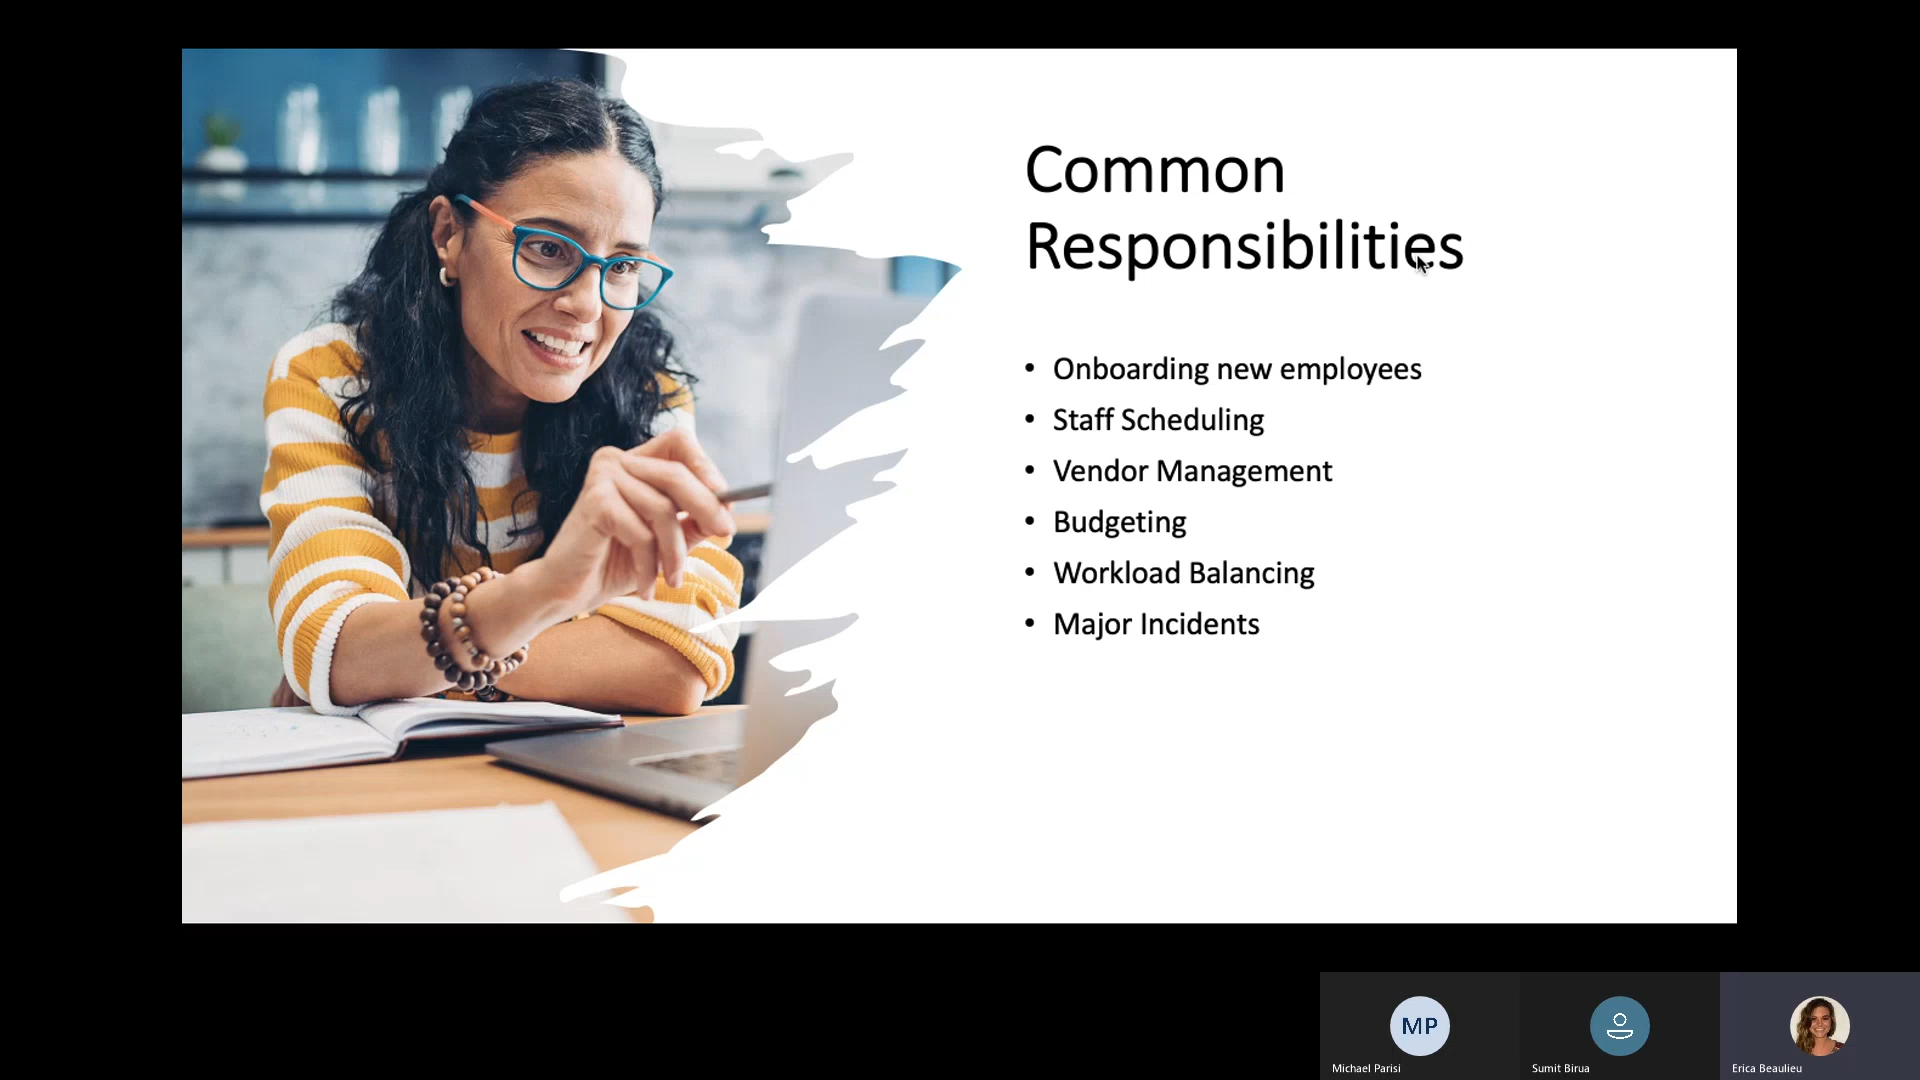 Common
Responsibilities
• Onboarding new employees
• Staff Scheduling
• Vendor Management
• Budgeting
• Workload Balancing
• Major Incidents
MP
Michael Parisi
Sumit Birua
Erica Beaulieu